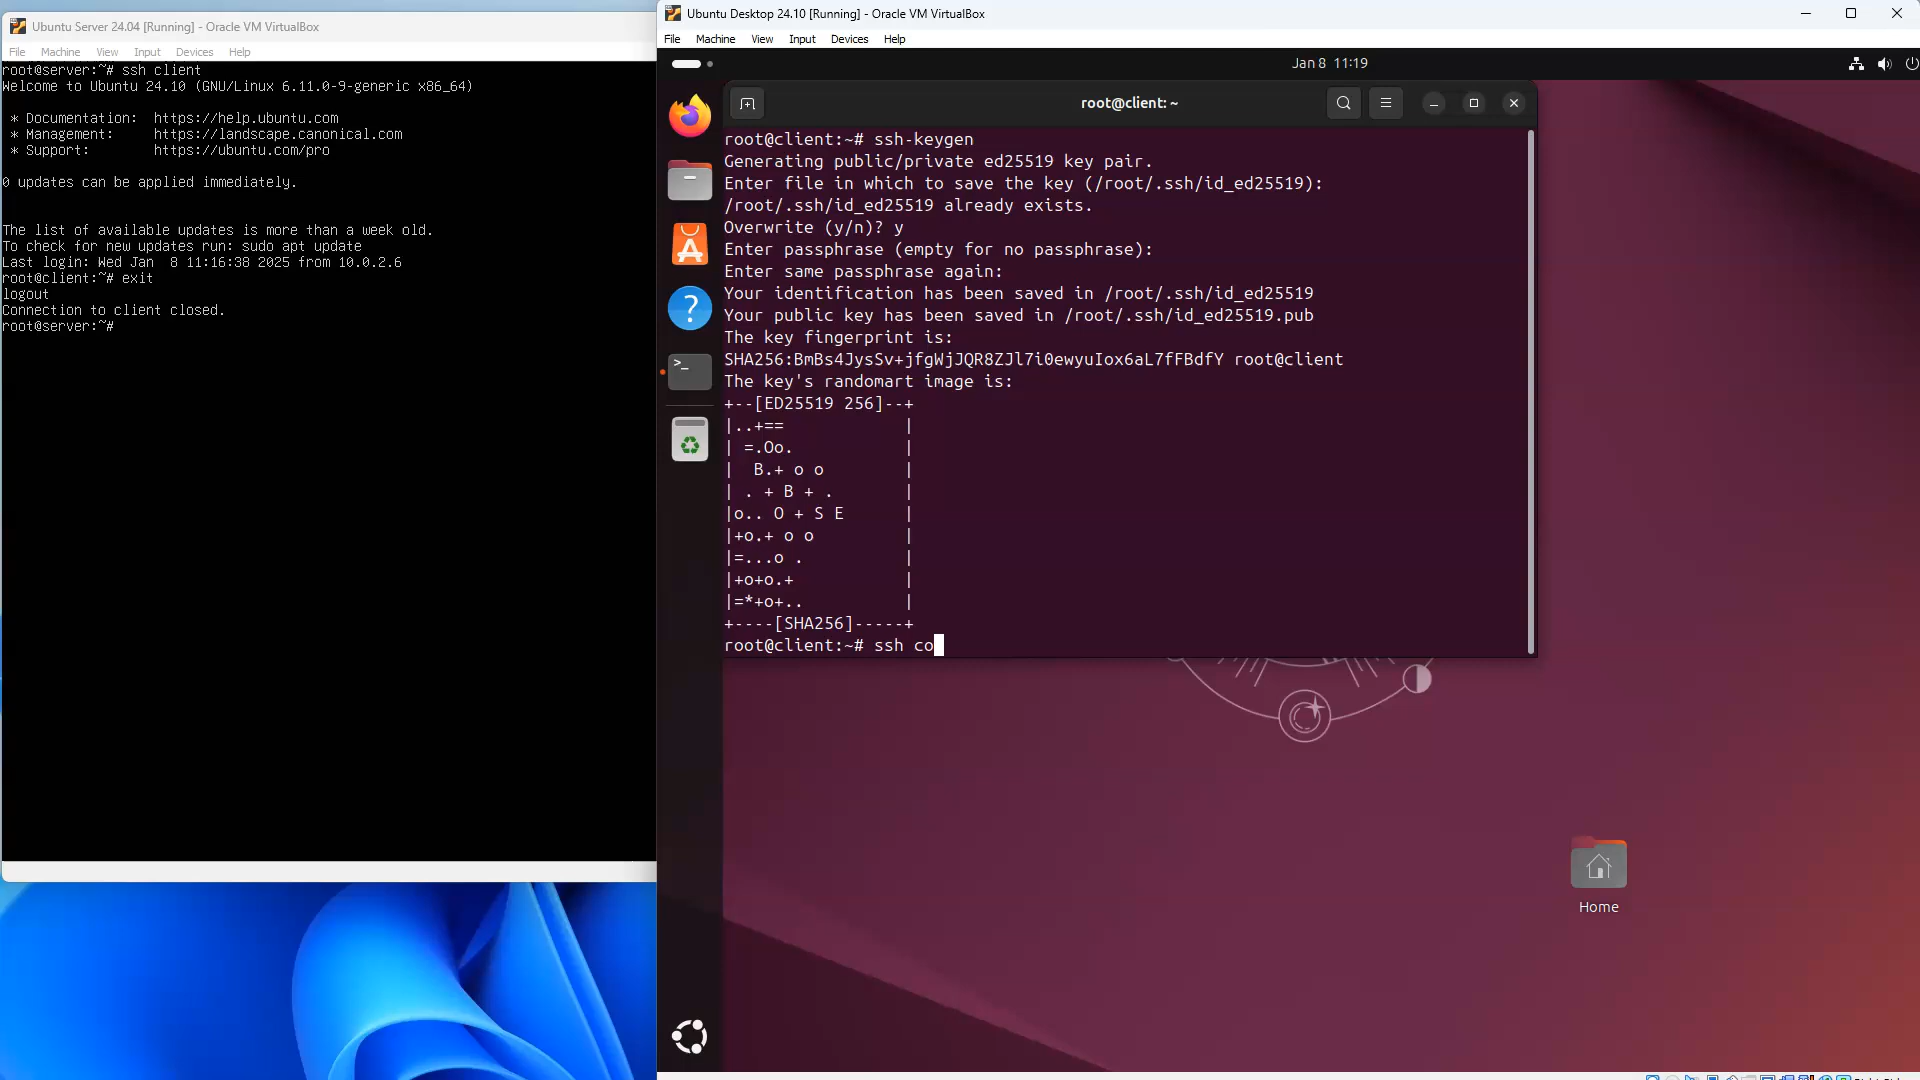 Ubuntu Server 24.04 [Running] - Oracle VM VirtualBox
File Machine View Input Devices Help
root@server:~# ssh client
Welcome to Ubuntu 24.10 (GNU/Linux 6.11.0-9-generic x86_64)
* Documentation: https://help.ubuntu.com
* Management: https://landscape.canonical.com
* Support: https://ubuntu.com/pro
0 updates can be applied immediately.
The list of available updates is more than a week old.
To check for new updates run: sudo apt update
Last login: Wed Jan  8 11:16:38 2025 from 10.0.2.6
root@client:~# exit
logout
Connection to client closed.
root@server:~#
Ubuntu Desktop 24.10 [Running] - Oracle VM VirtualBox
File Machine View Input Devices Help
Jan 8 11:19
root@client: ~
root@client:~# ssh-keygen
Generating public/private ed25519 key pair.
Enter file in which to save the key (/root/.ssh/id_ed25519):
/root/.ssh/id_ed25519 already exists.
Overwrite (y/n)? y
Enter passphrase (empty for no passphrase):
Enter same passphrase again:
Your identification has been saved in /root/.ssh/id_ed25519
Your public key has been saved in /root/.ssh/id_ed25519.pub
The key fingerprint is:
SHA256:BmBs4JysSv+jfgWjJQR8ZJl7i0ewyuIox6aL7fFBdfY root@client
The key's randomart image is:
+--[ED25519 256]--+
|..+==            |
| =.Oo.           |
|  B.+ o o        |
| . + B + .       |
|o.. O + S E      |
|+o.+ o o         |
|=...o .          |
|+o+o.+           |
|=*+o+..          |
+----[SHA256]-----+
root@client:~# ssh co
Home